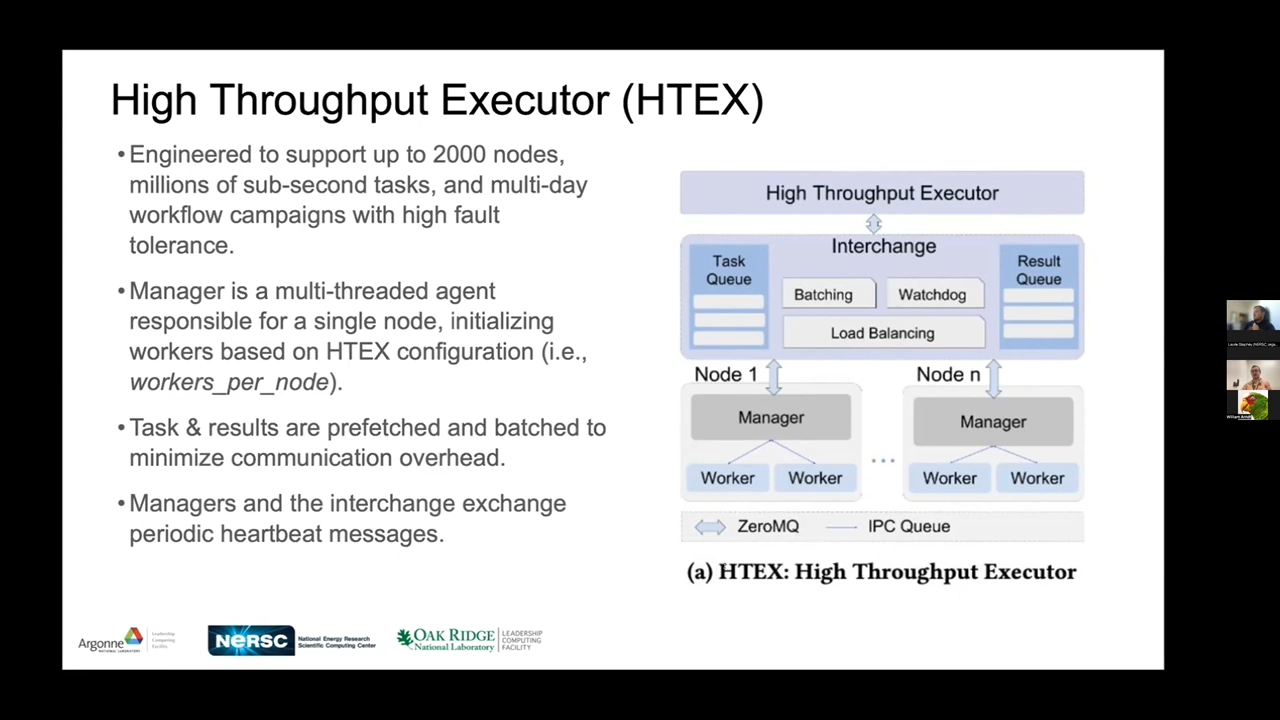 High Throughput Executor (HTEX)
•Engineered to support up to 2000 nodes,
millions of sub-second tasks, and multi-day
workflow campaigns with high fault
tolerance.
•Manager is a multi-threaded agent
responsible for a single node, initializing
workers based on HTEX configuration (i.e.,
workers_per_node).
•Task & results are prefetched and batched to
minimize communication overhead.
•Managers and the interchange exchange
periodic heartbeat messages.
High Throughput Executor
Interchange
Task
Queue
Batching
Watchdog
Load Balancing
Result
Queue
Node 1
Node n
Manager
Manager
Worker
Worker
...
Worker
Worker
ZeroMQ
IPC Queue
(a) HTEX: High Throughput Executor
Argonne
NATIONAL LABORATORY
Leadership
Computing
Facility
NERSC
National Energy Research
Scientific Computing Center
OAK RIDGE
National Laboratory
LEADERSHIP
COMPUTING
FACILITY